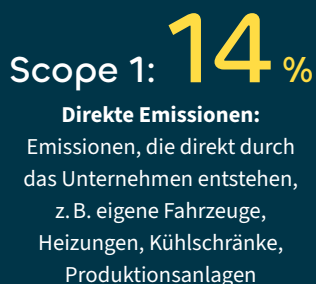 Scope 1: 14 %
Direkte Emissionen:
Emissionen, die direkt durch
das Unternehmen entstehen,
z. B. eigene Fahrzeuge,
Heizungen, Kühlschränke,
Produktionsanlagen